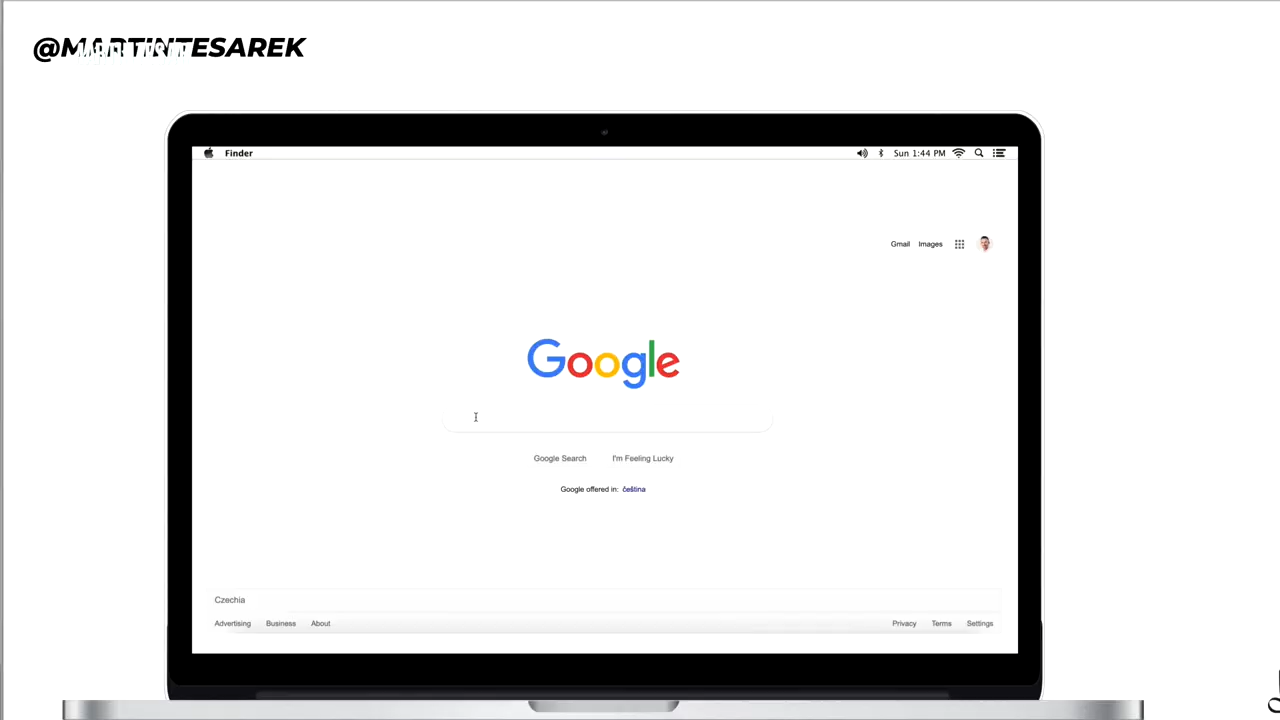 @MARTINTESAREK
Finder
Sun 1:44 PM
Gmail Images
Google
Google Search I'm Feeling Lucky
Google offered in: čeština
Czechia
Advertising Business About
Privacy Terms Settings